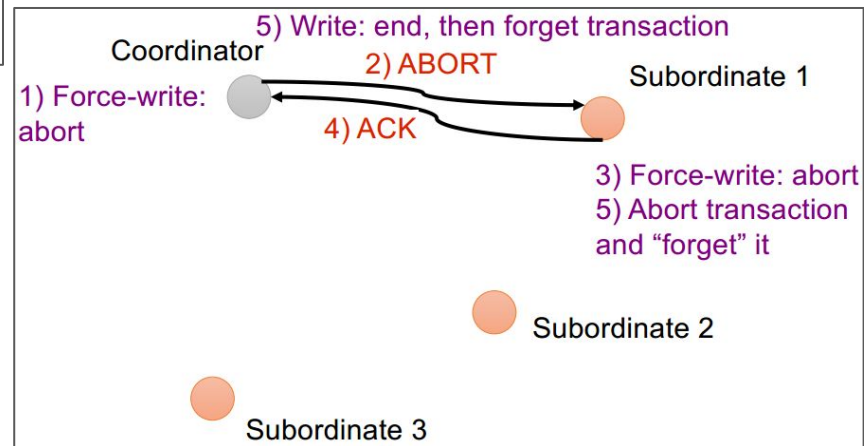 5) Write: end, then forget transaction
Coordinator
2) ABORT
Subordinate 1
1) Force-write:
abort
4) ACK
3) Force-write: abort
5) Abort transaction
and “forget” it
Subordinate 2
Subordinate 3